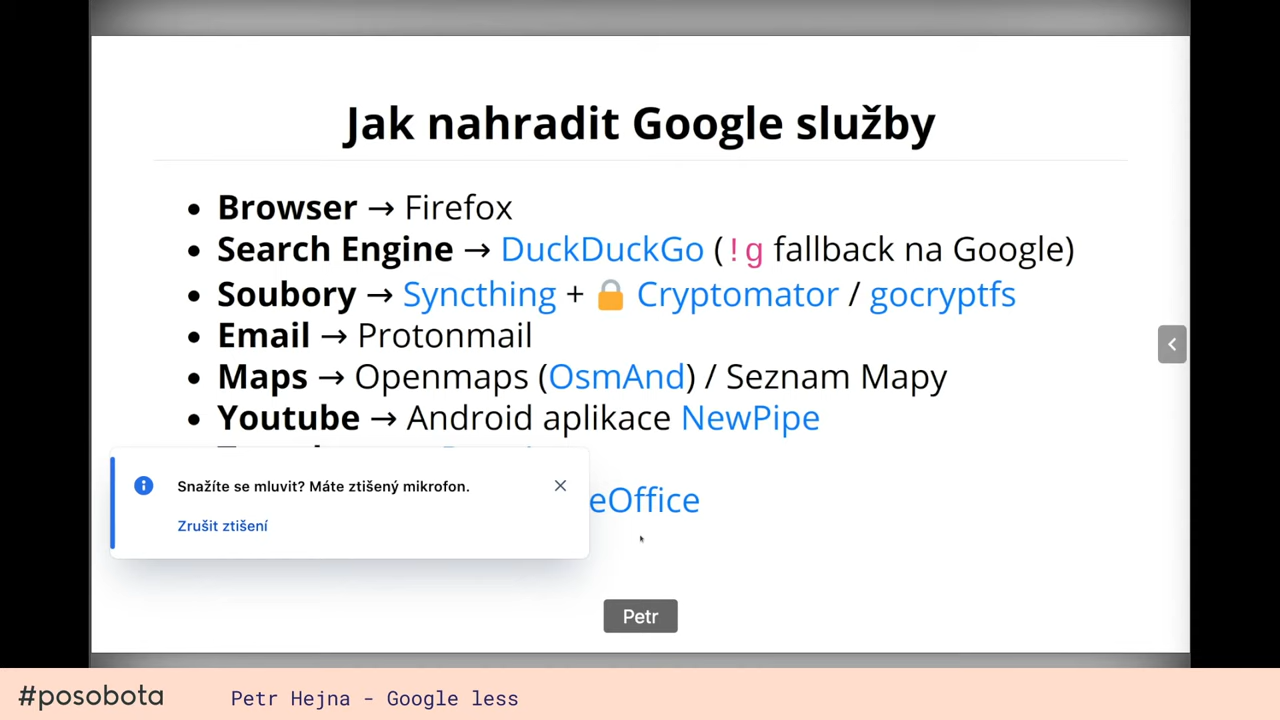 Jak nahradit Google služby
• Browser → Firefox
• Search Engine → DuckDuckGo (!g fallback na Google)
• Soubory → Syncthing + 🔒 Cryptomator / gocryptfs
• Email → Protonmail
• Maps → Openmaps (OsmAnd) / Seznam Mapy
• Youtube → Android aplikace NewPipe
eOffice
Snažíte se mluvit? Máte ztišený mikrofon.
Zrušit ztišení
Petr
#posobota
Petr Hejna - Google less